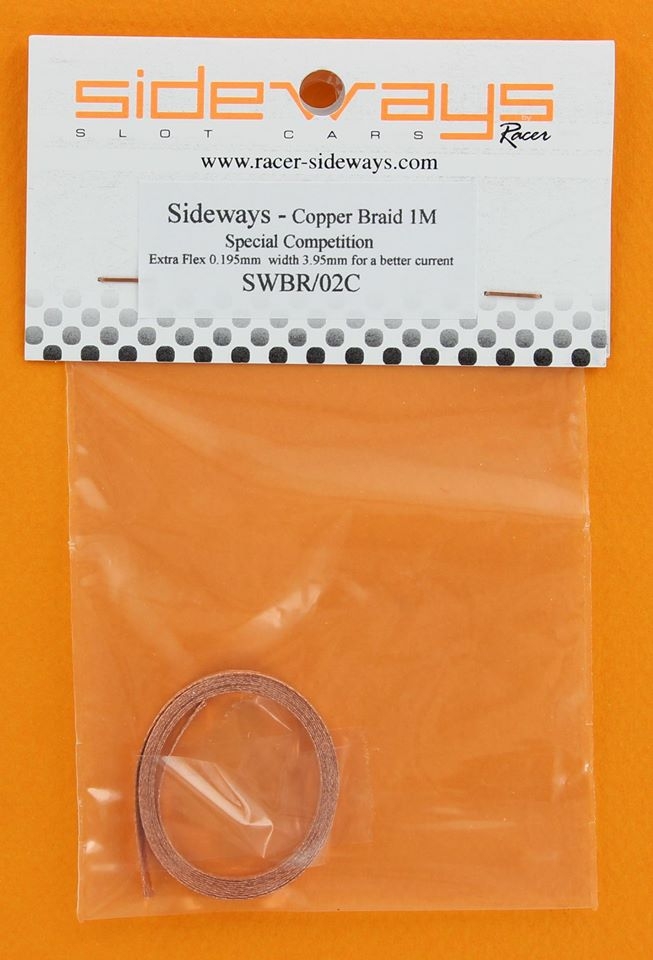 sideways
by
SLOT CARS Racer
www.racer-sideways.com
Sideways - Copper Braid 1M
Special Competition
Extra Flex 0.195mm width 3.95mm for a better current
SWBR/02C